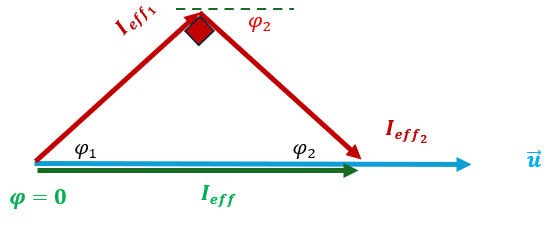 I_eff₁
φ₂
φ₁
φ₂
I_eff₂
u⃗
φ = 0
I_eff